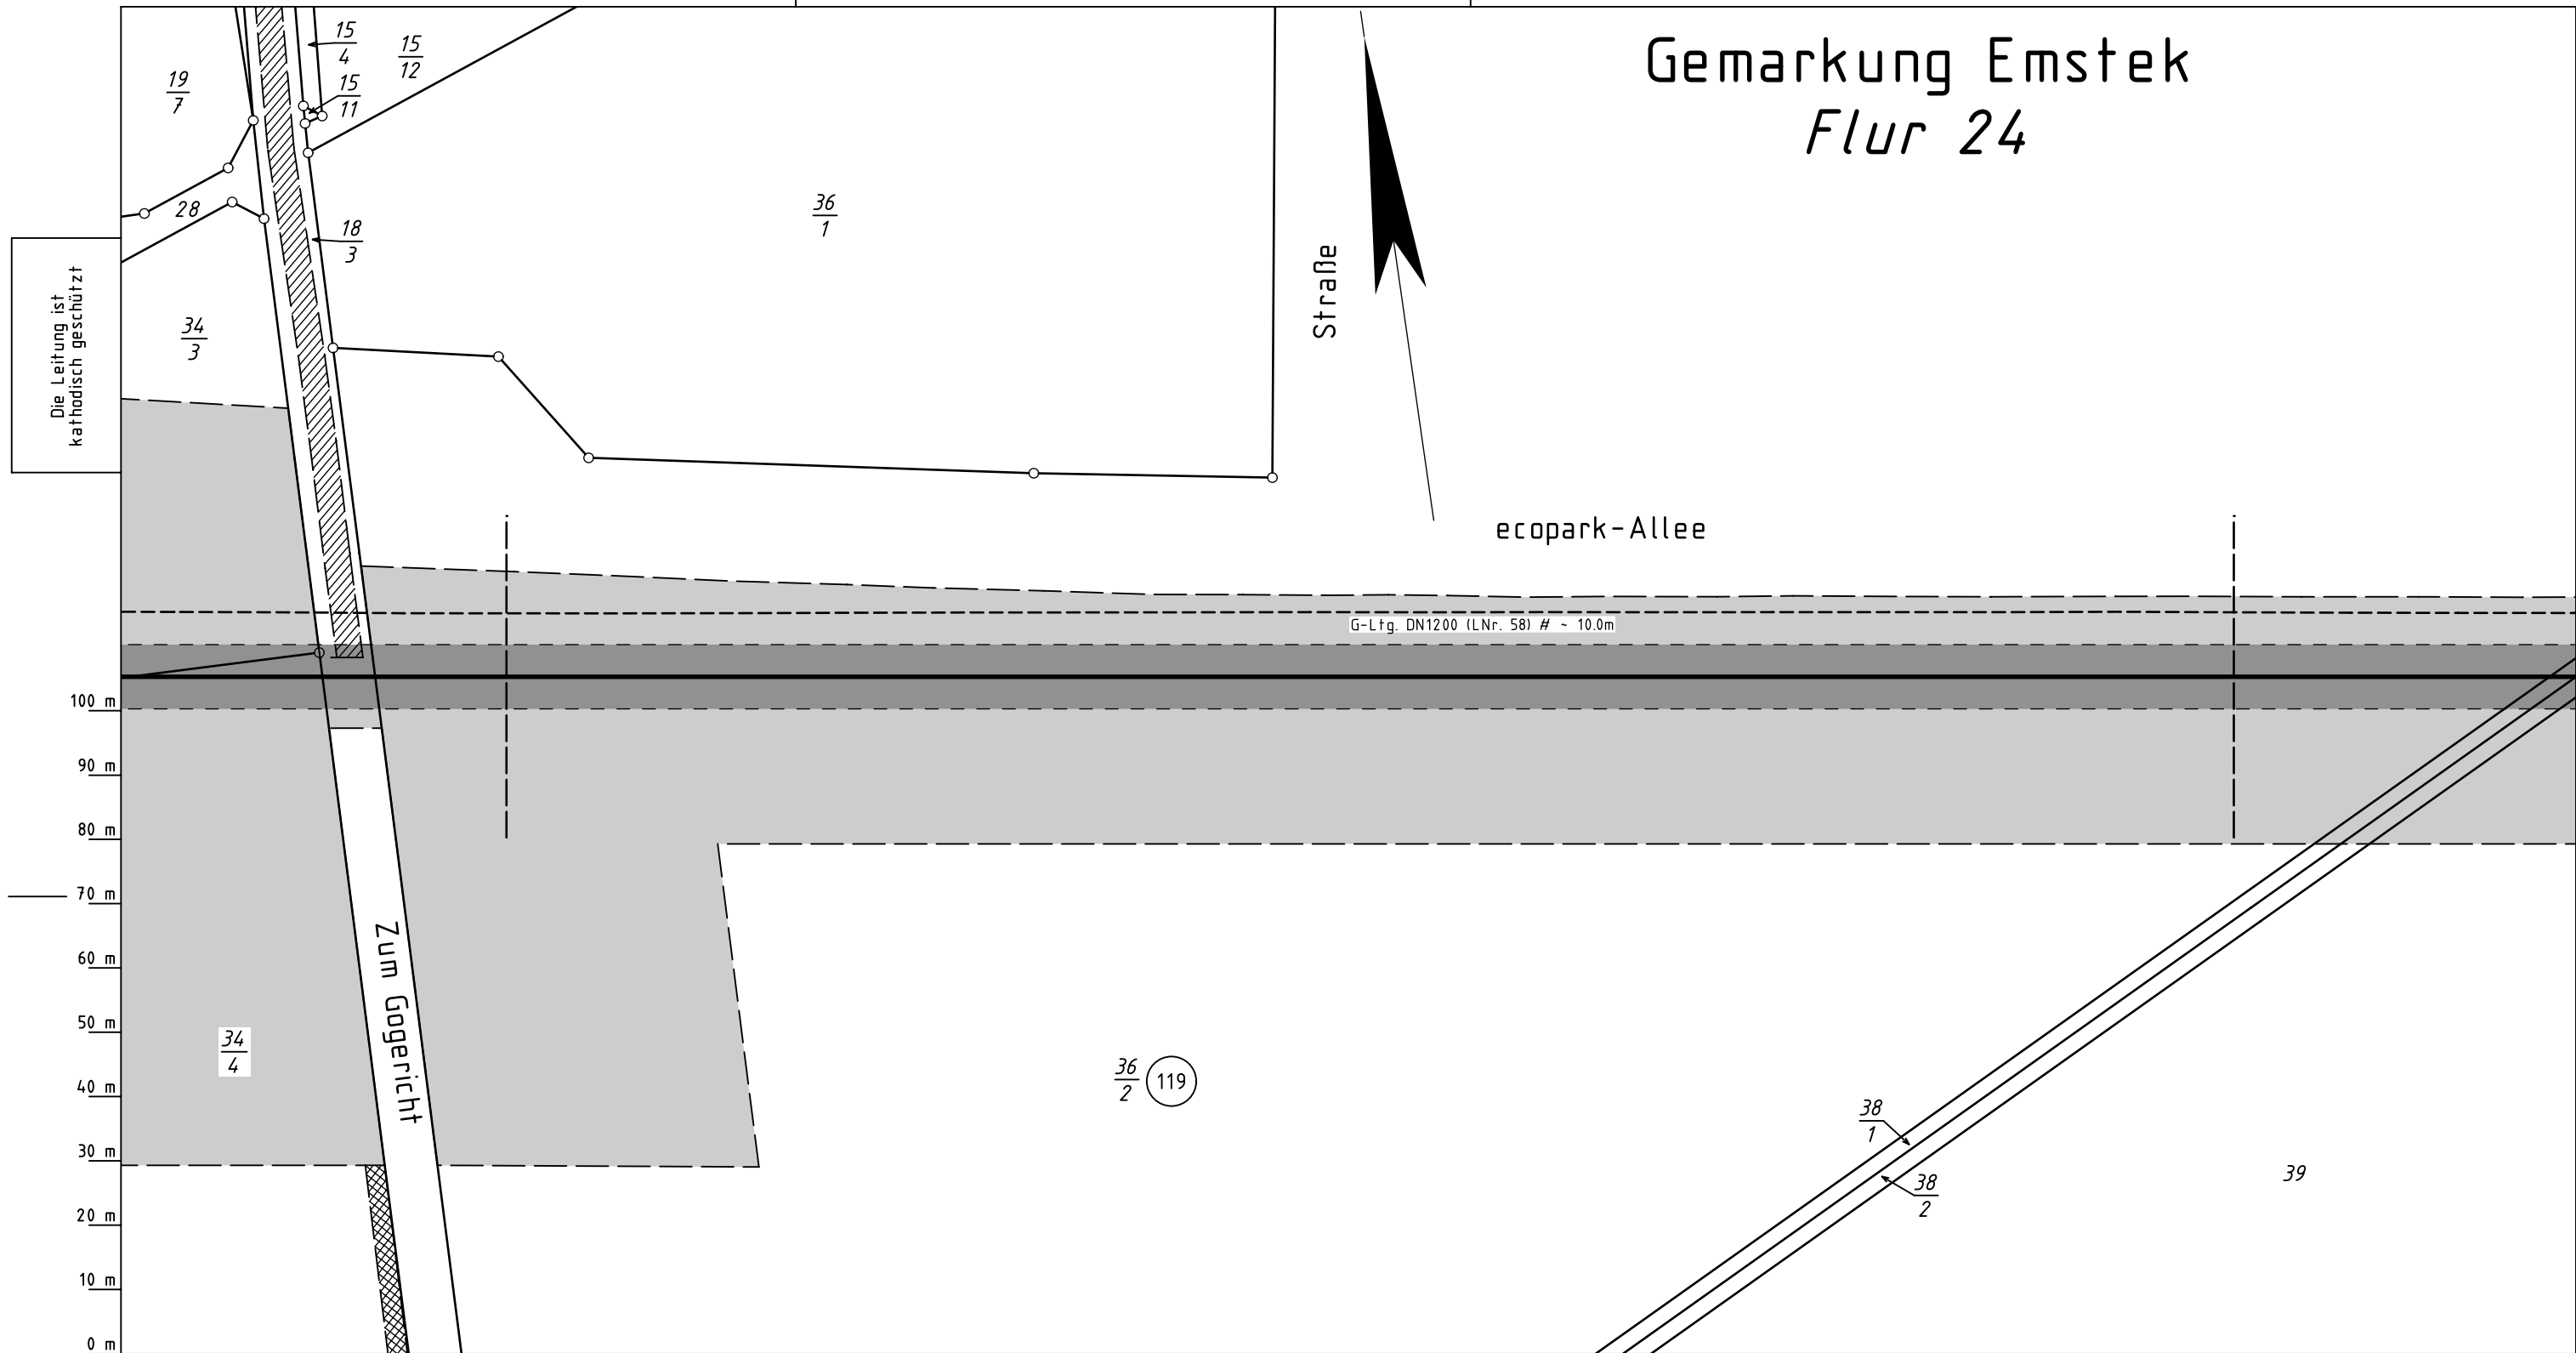 Gemarkung Emstek
Flur 24
15
4
15
12
15
11
19
7
28
18
3
36
1
34
3
Die Leitung ist
kathodisch geschützt
Straße
ecopark-Allee
G-Ltg. DN1200 (LNr. 58) # ~ 10.0m
100 m
90 m
80 m
70 m
60 m
50 m
40 m
30 m
20 m
10 m
0 m
Zum Gogericht
34
4
36
2
119
38
1
38
2
39